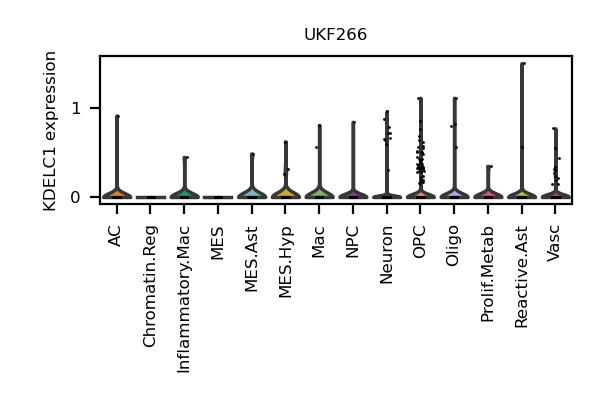 UKF266
KDELC1 expression
1
0
AC
Chromatin.Reg
Inflammatory.Mac
MES
MES.Ast
MES.Hyp
Mac
NPC
Neuron
OPC
Oligo
Prolif.Metab
Reactive.Ast
Vasc